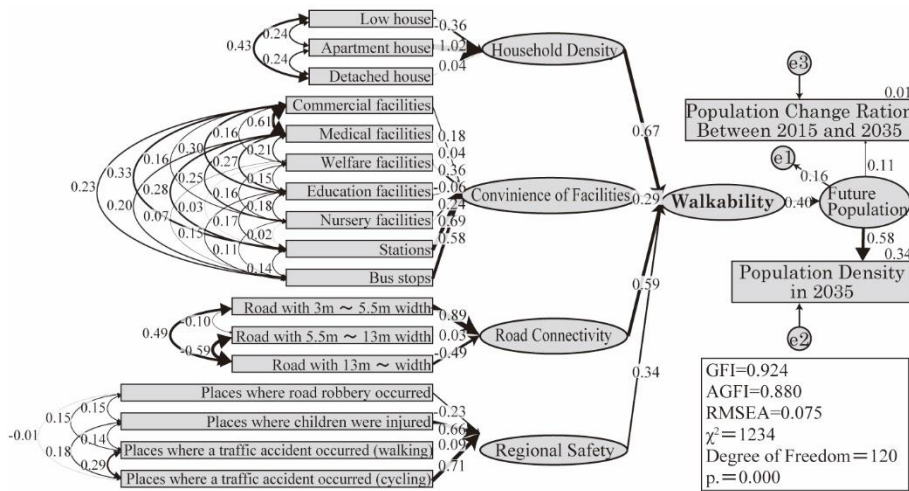 Low house
-0.36
0.24
Household Density
0.43
Apartment house
1.02
0.24
0.04
Detached house
e3
Commercial facilities
0.01
0.61
Population Change Ration
Between 2015 and 2035
0.16
0.18
0.67
Medical facilities
0.30
0.21
0.04
0.33
0.16
e1
0.11
0.27
Welfare facilities
0.36
0.16
0.23
0.25
0.15
0.28
0.16
Education facilities
-0.06
Convinience of Facilities
0.29
Walkability
0.40
Future
Population
0.20
0.03
0.18
0.24
0.07
0.17
Nursery facilities
0.69
0.15
0.02
0.58
0.58
0.11
Stations
0.34
0.14
Bus stops
0.59
Population Density
in 2035
Road with 3m ~ 5.5m width
0.89
0.49
-0.10
Road with 5.5m ~ 13m width
0.03
Road Connectivity
-0.59
Road with 13m ~ width
-0.49
e2
0.34
GFI=0.924
AGFI=0.880
RMSEA=0.075
χ²=1234
Degree of Freedom=120
p.=0.000
Places where road robbery occurred
-0.23
0.15
0.15
Places where children were injured
0.66
-0.01
0.14
Regional Safety
0.18
Places where a traffic accident occurred (walking)
0.09
0.29
Places where a traffic accident occurred (cycling)
0.71